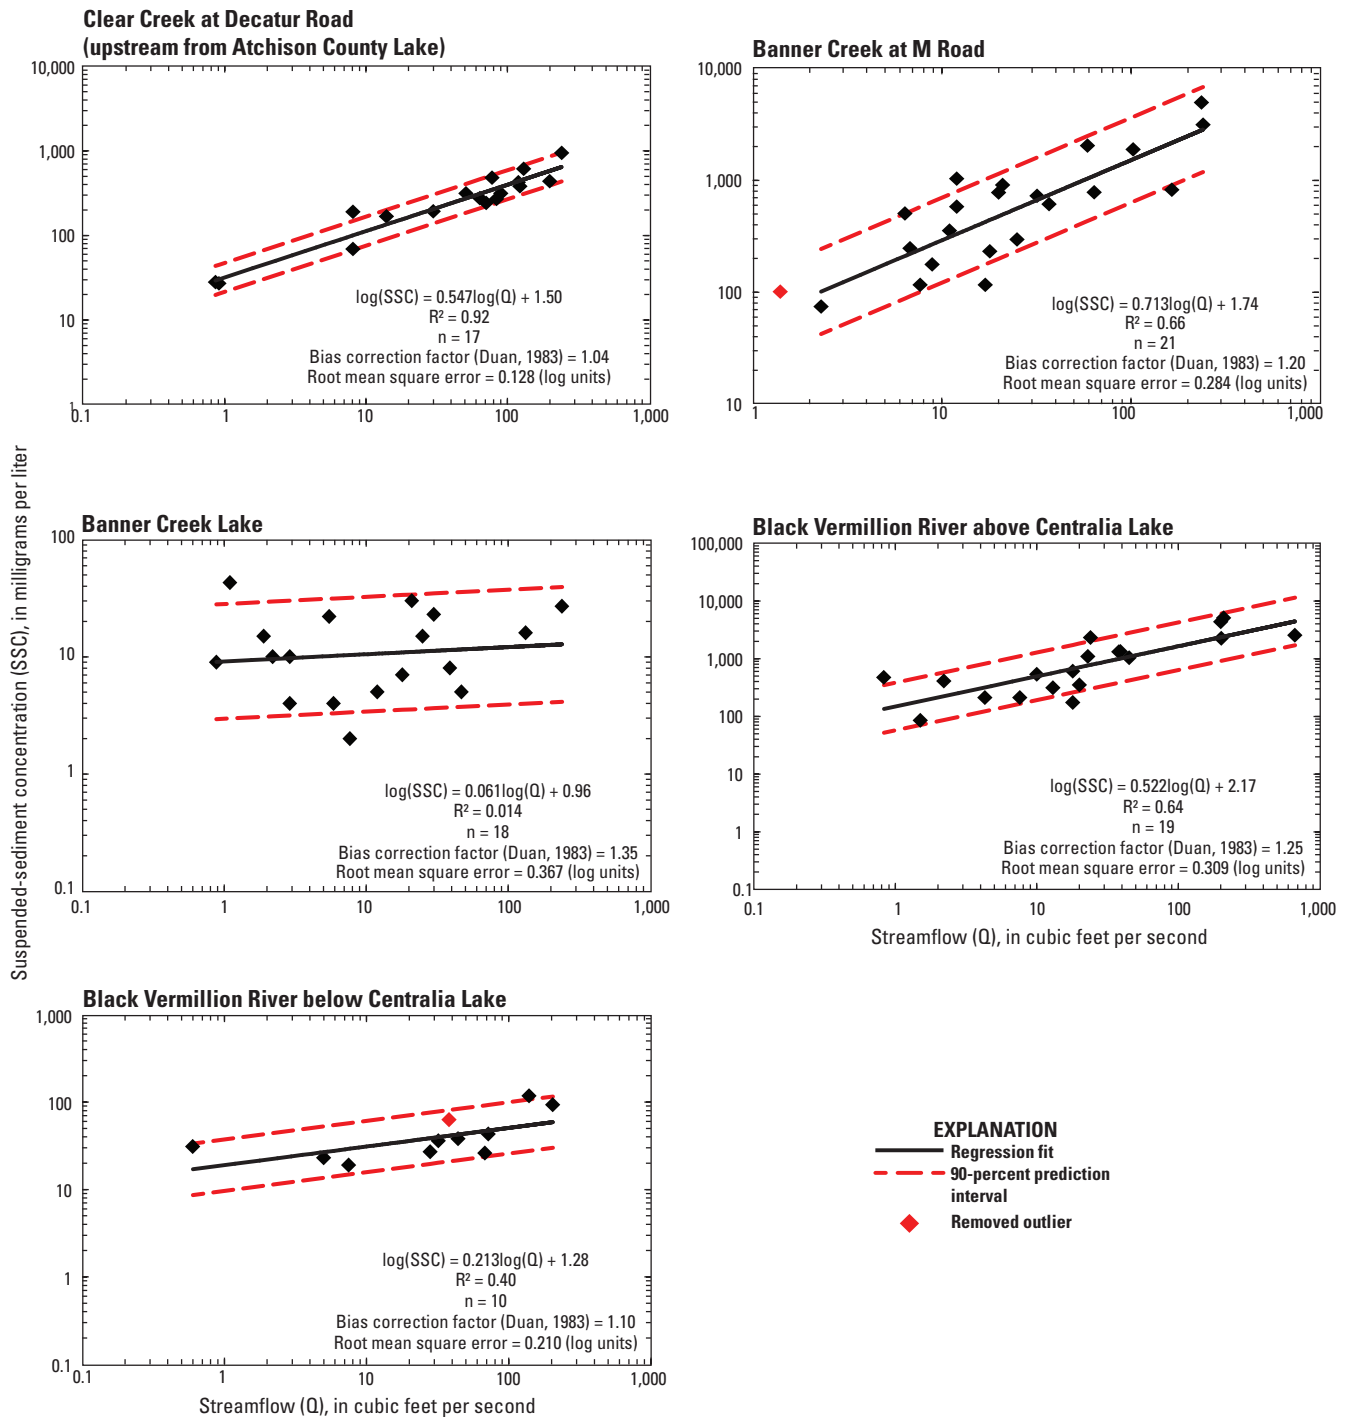 Clear Creek at Decatur Road
(upstream from Atchison County Lake)
10,000
1,000
100
10
1
0.1
1
10
100
1,000
log(SSC) = 0.547log(Q) + 1.50
R² = 0.92
n = 17
Bias correction factor (Duan, 1983) = 1.04
Root mean square error = 0.128 (log units)
Banner Creek at M Road
10,000
1,000
100
10
1
10
100
1,000
log(SSC) = 0.713log(Q) + 1.74
R² = 0.66
n = 21
Bias correction factor (Duan, 1983) = 1.20
Root mean square error = 0.284 (log units)
Suspended-sediment concentration (SSC), in milligrams per liter
Banner Creek Lake
100
10
1
0.1
0.1
1
10
100
1,000
log(SSC) = 0.061log(Q) + 0.96
R² = 0.014
n = 18
Bias correction factor (Duan, 1983) = 1.35
Root mean square error = 0.367 (log units)
Black Vermillion River above Centralia Lake
100,000
10,000
1,000
100
10
1
0.1
0.1
1
10
100
1,000
log(SSC) = 0.522log(Q) + 2.17
R² = 0.64
n = 19
Bias correction factor (Duan, 1983) = 1.25
Root mean square error = 0.309 (log units)
Streamflow (Q), in cubic feet per second
Black Vermillion River below Centralia Lake
1,000
100
10
1
0.1
0.1
1
10
100
1,000
log(SSC) = 0.213log(Q) + 1.28
R² = 0.40
n = 10
Bias correction factor (Duan, 1983) = 1.10
Root mean square error = 0.210 (log units)
Streamflow (Q), in cubic feet per second
EXPLANATION
Regression fit
90-percent prediction
interval
Removed outlier